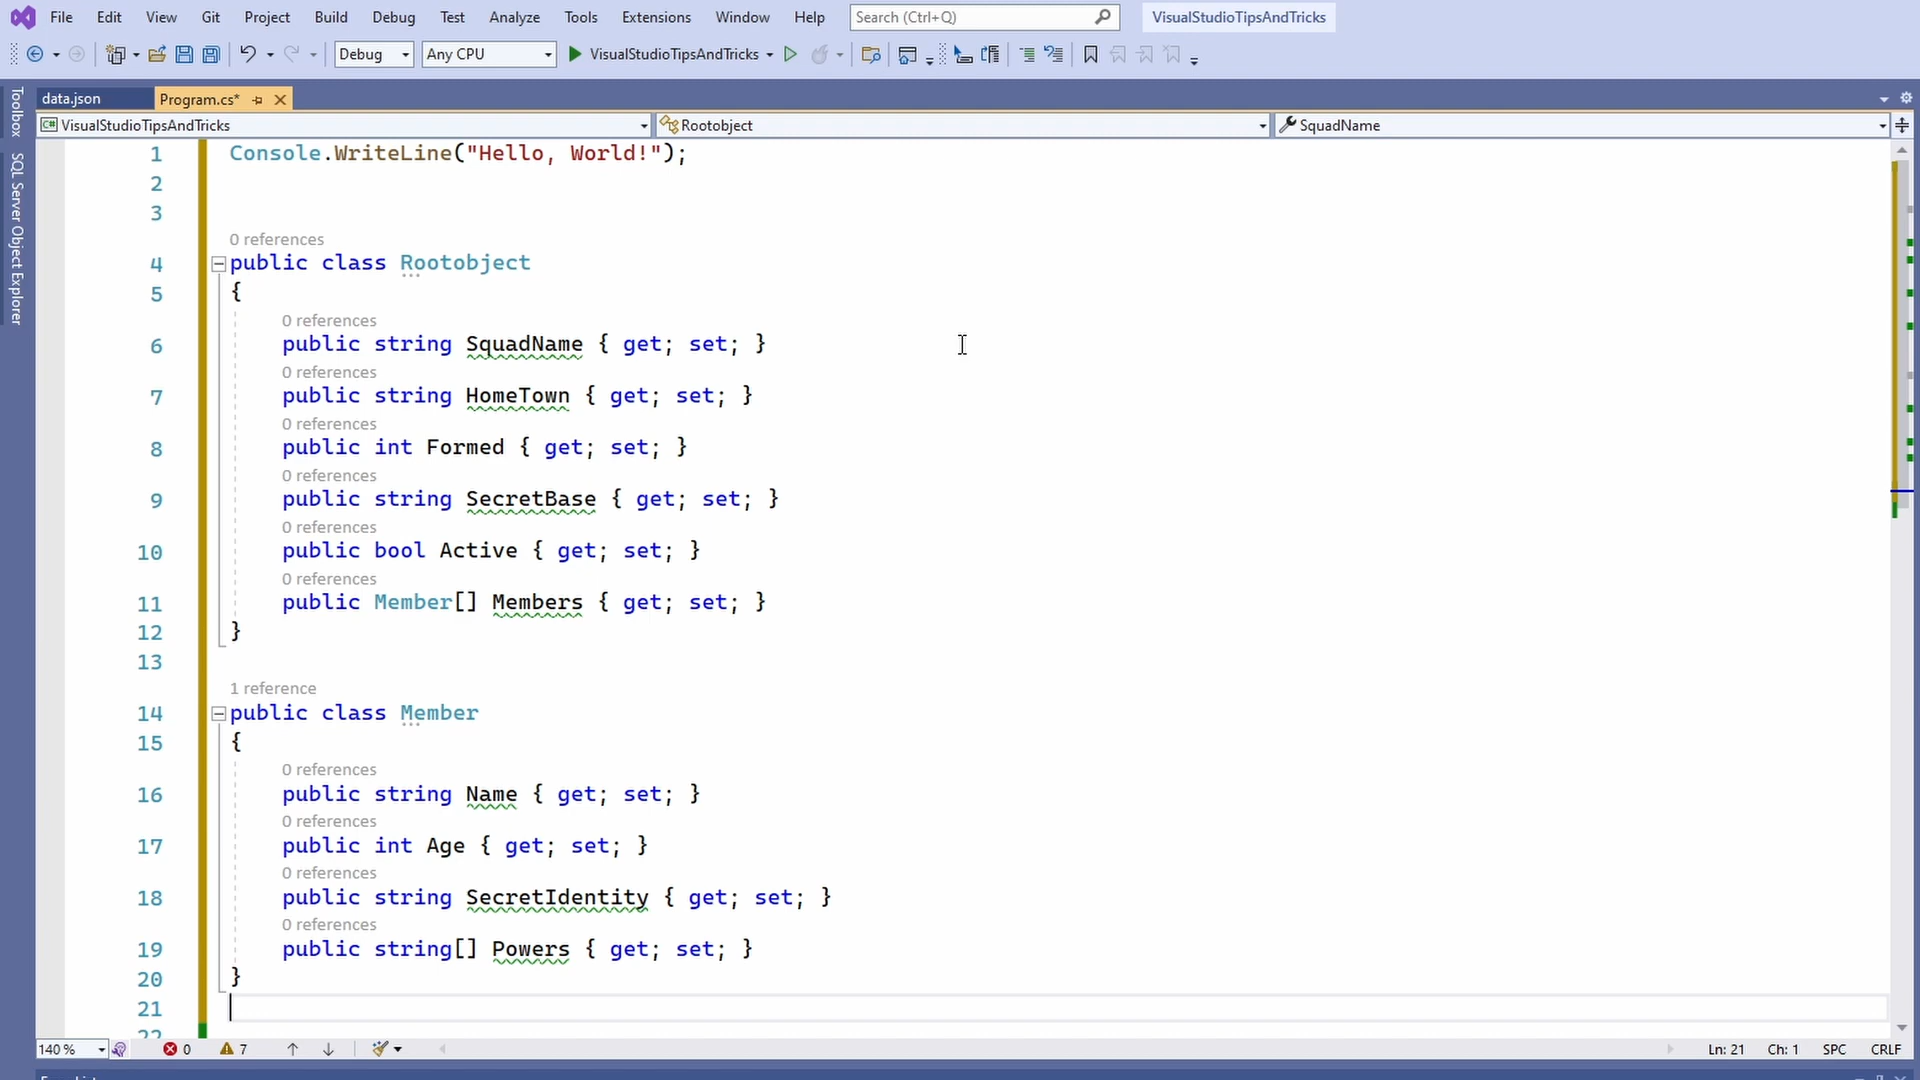 File Edit View Git Project Build Debug Test Analyze Tools Extensions Window Help Search (Ctrl+Q) VisualStudioTipsAndTricks
Debug Any CPU VisualStudioTipsAndTricks
Toolbox
SQL Server Object Explorer
data.json Program.cs*
VisualStudioTipsAndTricks Rootobject SquadName
1 Console.WriteLine("Hello, World!");
2
3
0 references
4 public class Rootobject
5 {
0 references
6 public string SquadName { get; set; }
0 references
7 public string HomeTown { get; set; }
0 references
8 public int Formed { get; set; }
0 references
9 public string SecretBase { get; set; }
0 references
10 public bool Active { get; set; }
0 references
11 public Member[] Members { get; set; }
12 }
13
1 reference
14 public class Member
15 {
0 references
16 public string Name { get; set; }
0 references
17 public int Age { get; set; }
0 references
18 public string SecretIdentity { get; set; }
0 references
19 public string[] Powers { get; set; }
20 }
21
22
140 % 0 7 Ln: 21 Ch: 1 SPC CRLF